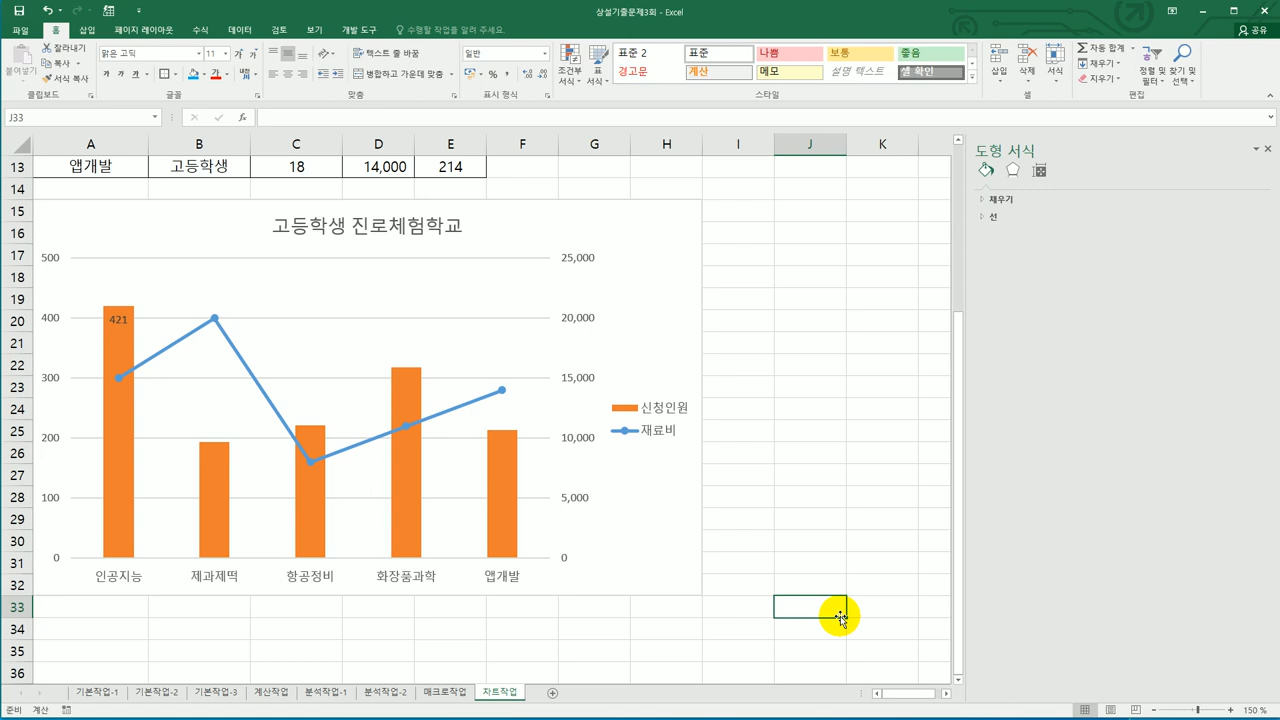 상설기출문제3회 - Excel
파일 홈 삽입 페이지 레이아웃 수식 데이터 검토 보기 개발 도구 수행할 작업을 알려 주세요. 공유
붙여넣기 잘라내기 복사 서식 복사
맑은 고딕 11
가 가 가 가
텍스트 줄 바꿈
병합하고 가운데 맞춤
일반
% ,
조건부 서식 표 서식
표준 2 표준 나쁨 보통 좋음
경고문 계산 메모 설명 텍스트 셀 확인
삽입 삭제 서식
자동 합계 채우기 지우기
정렬 및 필터 찾기 및 선택
클립보드 글꼴 맞춤 표시 형식 스타일 셀 편집
J33 fx
A B C D E F G H I J K
13 앱개발 고등학생 18 14,000 214
14
15
16
17
18
19
20
21
22
23
24
25
26
27
28
29
30
31
32
33
34
35
36
고등학생 진로체험학교
500 25,000
400 20,000
300 15,000
200 10,000
100 5,000
0 0
421
신청인원
재료비
인공지능 제과제떡 항공정비 화장품과학 앱개발
도형 서식
채우기
선
기본작업-1 기본작업-2 기본작업-3 계산작업 분석작업-1 분석작업-2 매크로작업 차트작업
준비 계산 150 %